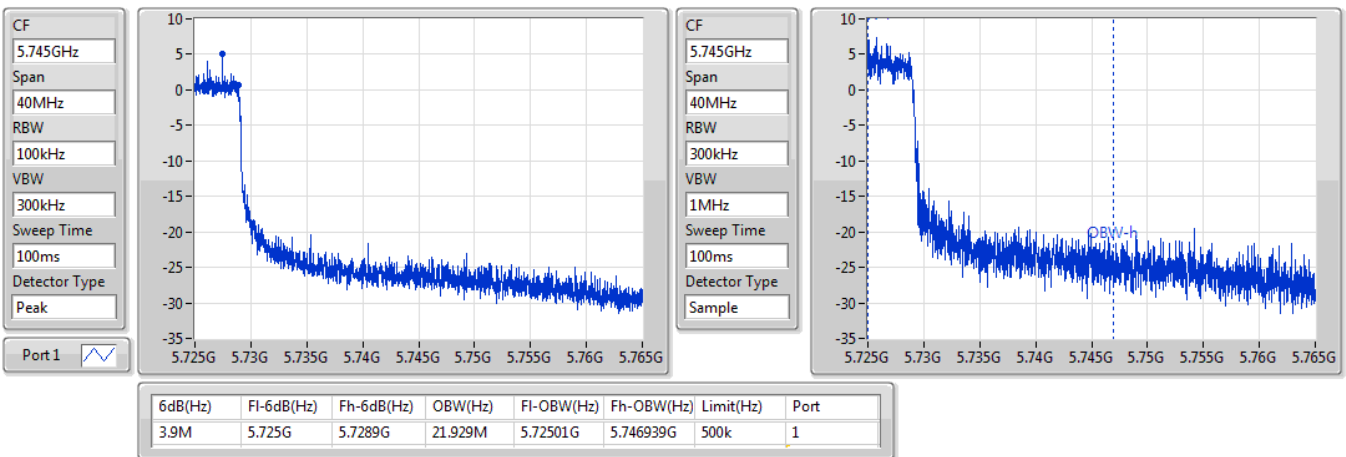 CF
5.745GHz
Span
40MHz
RBW
100kHz
VBW
300kHz
Sweep Time
100ms
Detector Type
Peak
Port 1
10
5
0
-5
-10
-15
-20
-25
-30
-35
5.725G 5.73G 5.735G 5.74G 5.745G 5.75G 5.755G 5.76G 5.765G
CF
5.745GHz
Span
40MHz
RBW
300kHz
VBW
1MHz
Sweep Time
100ms
Detector Type
Sample
10
5
0
-5
-10
-15
-20
-25
-30
-35
OBW-h
5.725G 5.73G 5.735G 5.74G 5.745G 5.75G 5.755G 5.76G 5.765G
6dB(Hz) Fl-6dB(Hz) Fh-6dB(Hz) OBW(Hz) Fl-OBW(Hz) Fh-OBW(Hz) Limit(Hz) Port
3.9M 5.725G 5.7289G 21.929M 5.72501G 5.746939G 500k 1